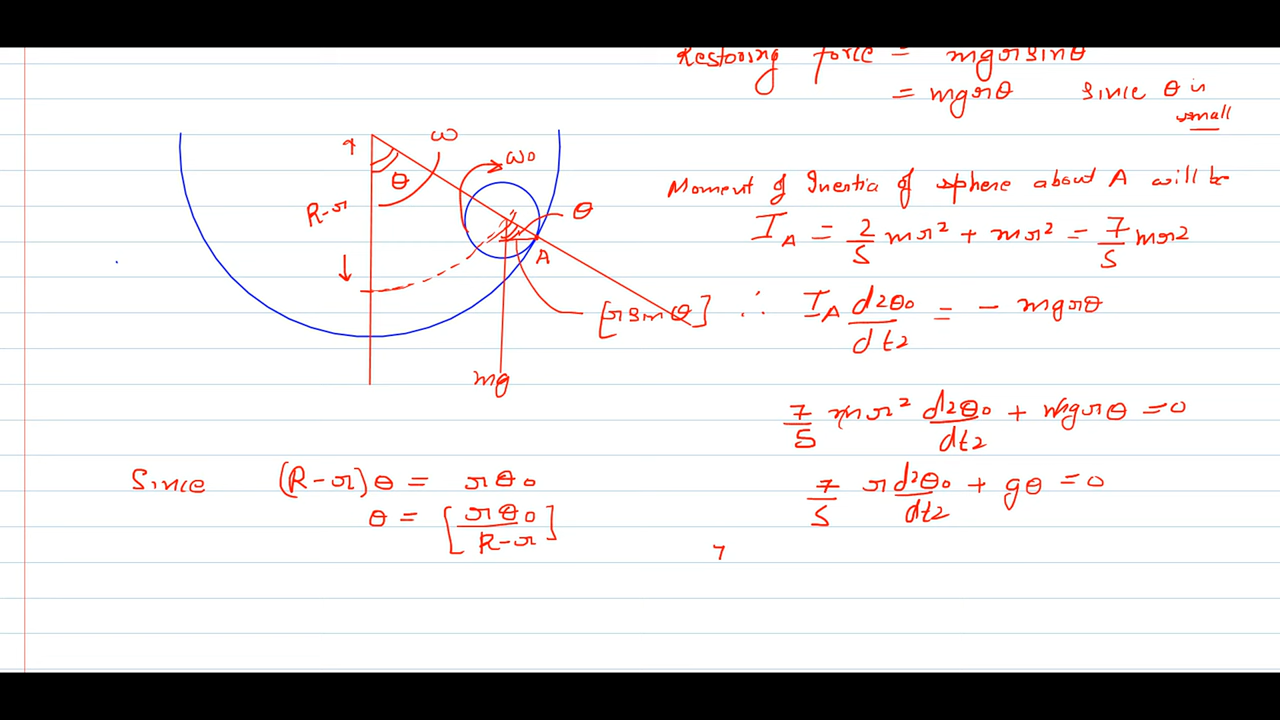 Restoring force = mgr sinθ
= mgrθ since θ is
small
Moment of Inertia of sphere about A will be
I_A = 2/5 mr² + mr² = 7/5 mr²
∴ I_A d²θ₀/dt² = - mgrθ
7/5 mr² d²θ₀/dt² + mgrθ = 0
7/5 r d²θ₀/dt² + gθ = 0
7
ω
ω₀
θ
R-r
θ
A
[r sinθ]
mg
Since (R-r)θ = rθ₀
θ = [rθ₀/R-r]